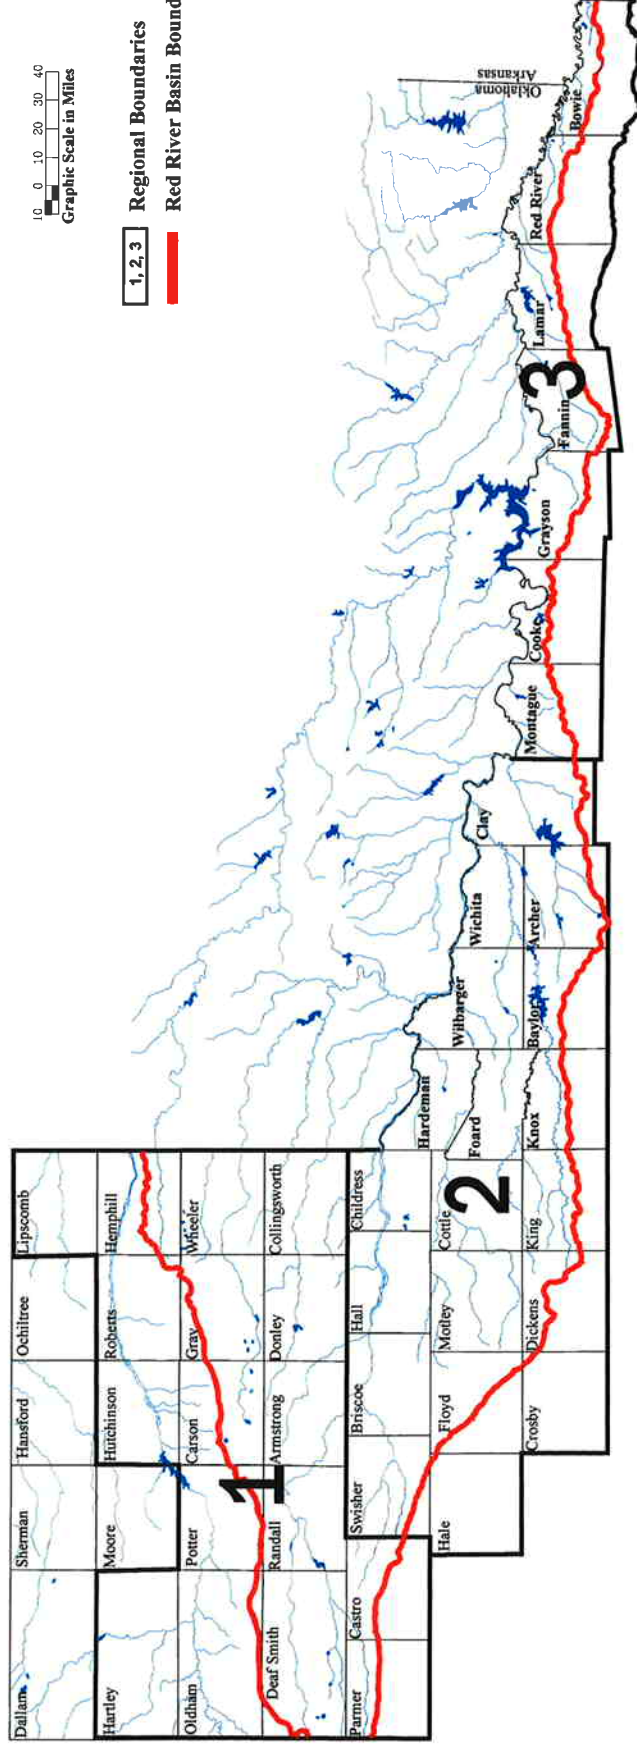 10 0 10 20 30 40
Graphic Scale in Miles
1, 2, 3 Regional Boundaries
Red River Basin Bound
Dallam
Sherman
Hansford
Ochiltree
Lipscomb
Hartley
Moore
Hutchinson
Roberts
Hemphill
Oldham
Potter
Carson
Gray
Wheeler
1
Deaf Smith
Randall
Armstrong
Donley
Collingsworth
Parmer
Castro
Swisher
Briscoe
Hall
Childress
Hale
Floyd
Motley
Cottle
2
Foard
Hardeman
Wilbarger
Wichita
Clay
Crosby
Dickens
King
Knox
Baylor
Archer
Montague
Cooke
Grayson
Fannin
3
Lamar
Red River
Bowie
Oklahoma
Arkansas